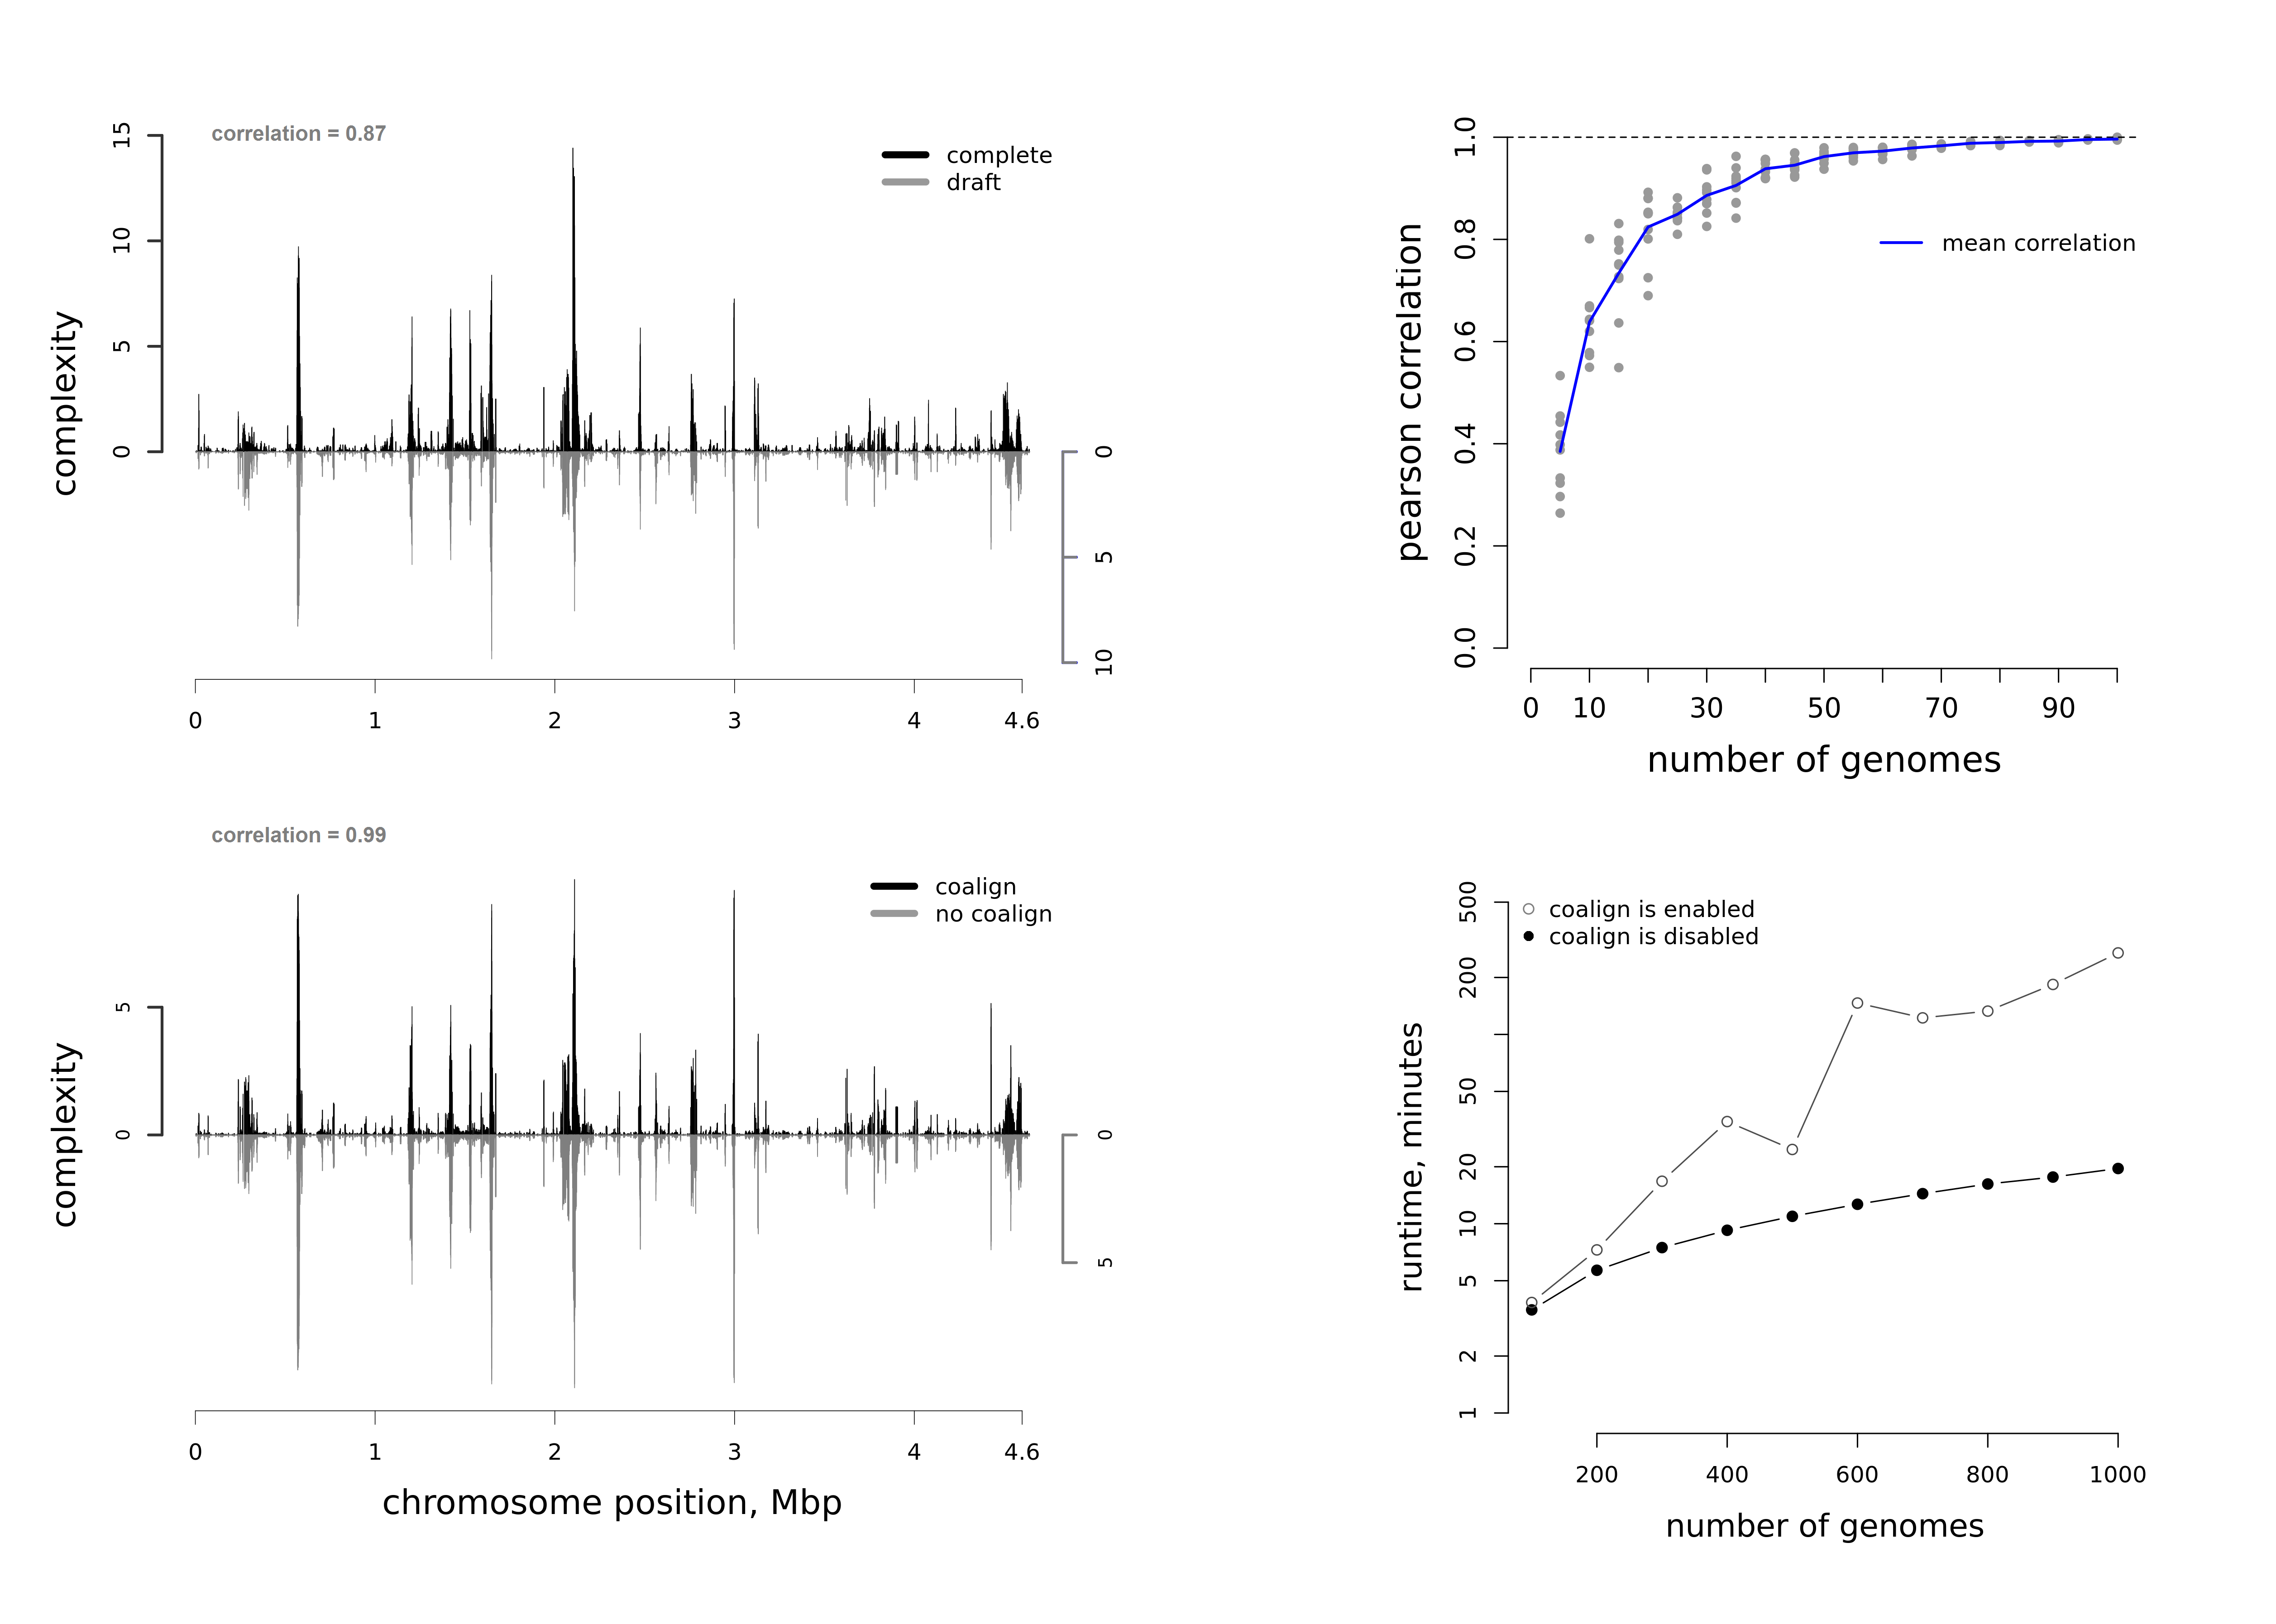 correlation = 0.87
complete
draft
complexity
15
10
5
0
0
5
10
0 1 2 3 4 4.6
mean correlation
pearson correlation
1.0
0.8
0.6
0.4
0.2
0.0
0 10 30 50 70 90
number of genomes
correlation = 0.99
coalign
no coalign
complexity
5
0
0
5
0 1 2 3 4 4.6
chromosome position, Mbp
coalign is enabled
coalign is disabled
runtime, minutes
500
200
50
20
10
5
2
1
200 400 600 800 1000
number of genomes